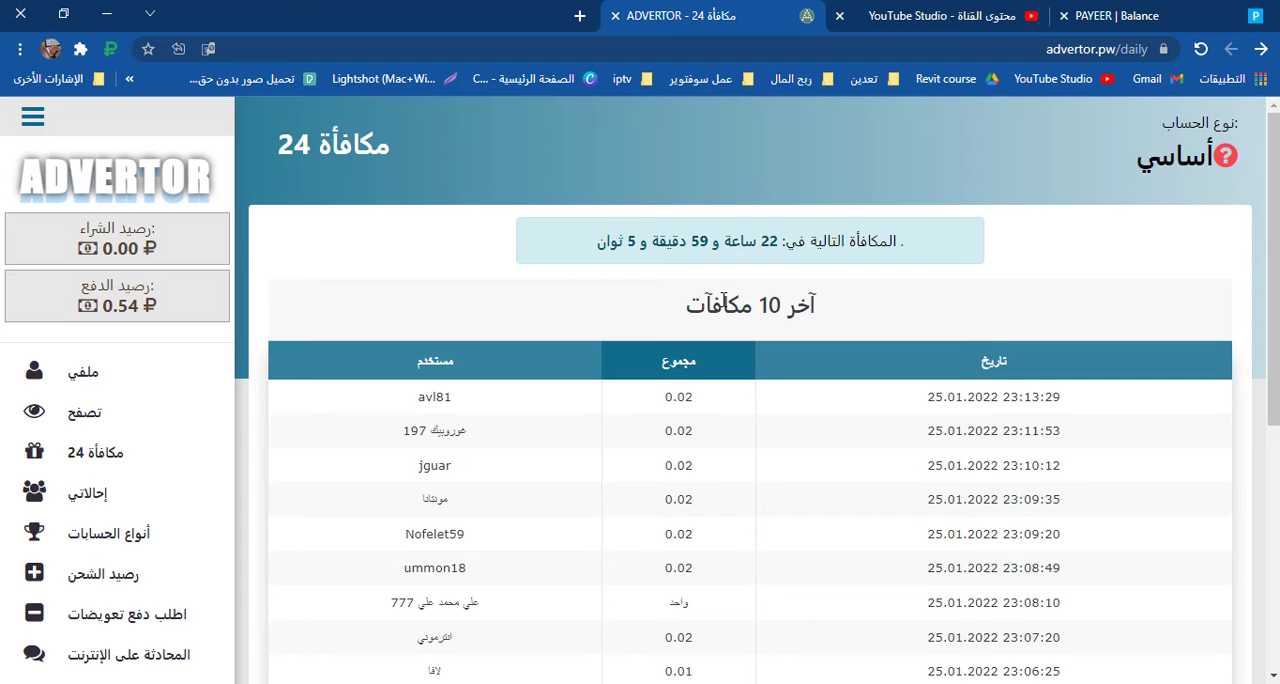 ADVERTOR - مكافأة 24
YouTube Studio - محتوى القناة
PAYEER | Balance
advertor.pw/daily
التطبيقات
Gmail
YouTube Studio
Revit course
تعدين
ربح المال
عمل سوفتوير
iptv
الصفحة الرئيسية - C...
Lightshot (Mac+Wi...
تحميل صور بدون حق...
»
الإشارات الأخرى
نوع الحساب:
أساسي
مكافأة 24
ADVERTOR
رصيد الشراء:
0.00 ₽
رصيد الدفع:
0.54 ₽
ملفي
تصفح
مكافأة 24
إحالاتي
أنواع الحسابات
رصيد الشحن
اطلب دفع تعويضات
المحادثة على الإنترنت
المكافأة التالية في: 22 ساعة و 59 دقيقة و 5 ثوان .
آخر 10 مكافآت
تاريخ مجموع مستخدم
25.01.2022 23:13:29 0.02 avl81
25.01.2022 23:11:53 0.02 غوروبيك 197
25.01.2022 23:10:12 0.02 jguar
25.01.2022 23:09:35 0.02 مونتانا
25.01.2022 23:09:20 0.02 Nofelet59
25.01.2022 23:08:49 0.02 ummon18
25.01.2022 23:08:10 واحد علي محمد علي 777
25.01.2022 23:07:20 0.02 انترموني
25.01.2022 23:06:25 0.01 لاقا